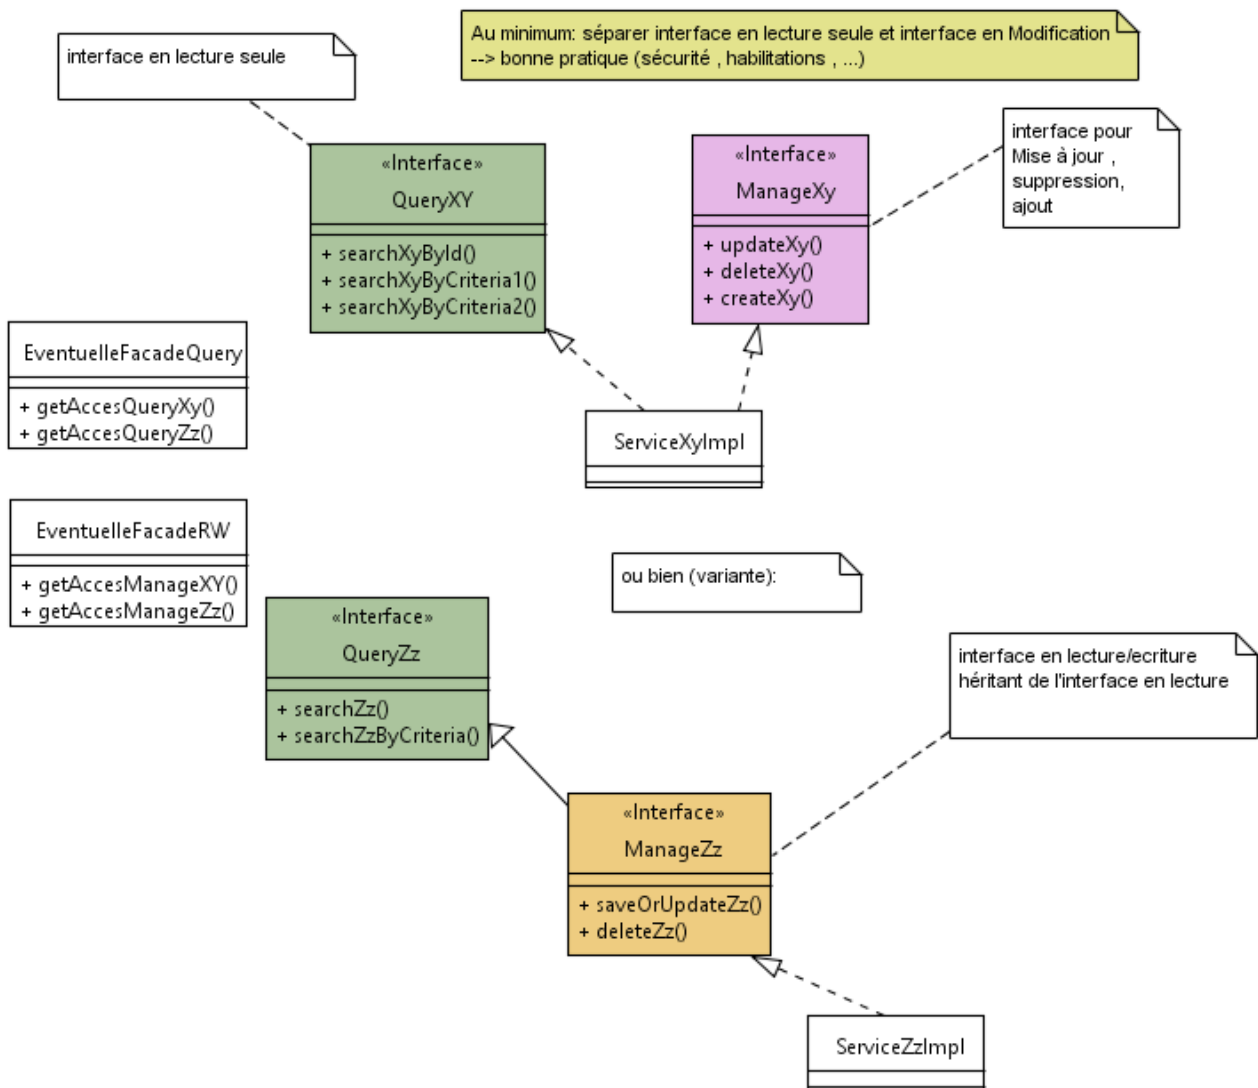 Au minimum: séparer interface en lecture seule et interface en Modification
--> bonne pratique (sécurité , habilitations , ...)
interface en lecture seule
«Interface»
QueryXY
+ searchXyById()
+ searchXyByCriteria1()
+ searchXyByCriteria2()
«Interface»
ManageXy
+ updateXy()
+ deleteXy()
+ createXy()
interface pour
Mise à jour ,
suppression,
ajout
EventuelleFacadeQuery
+ getAccesQueryXy()
+ getAccesQueryZz()
ServiceXyImpl
EventuelleFacadeRW
+ getAccesManageXY()
+ getAccesManageZz()
ou bien (variante):
«Interface»
QueryZz
+ searchZz()
+ searchZzByCriteria()
interface en lecture/ecriture
héritant de l'interface en lecture
«Interface»
ManageZz
+ saveOrUpdateZz()
+ deleteZz()
ServiceZzImpl